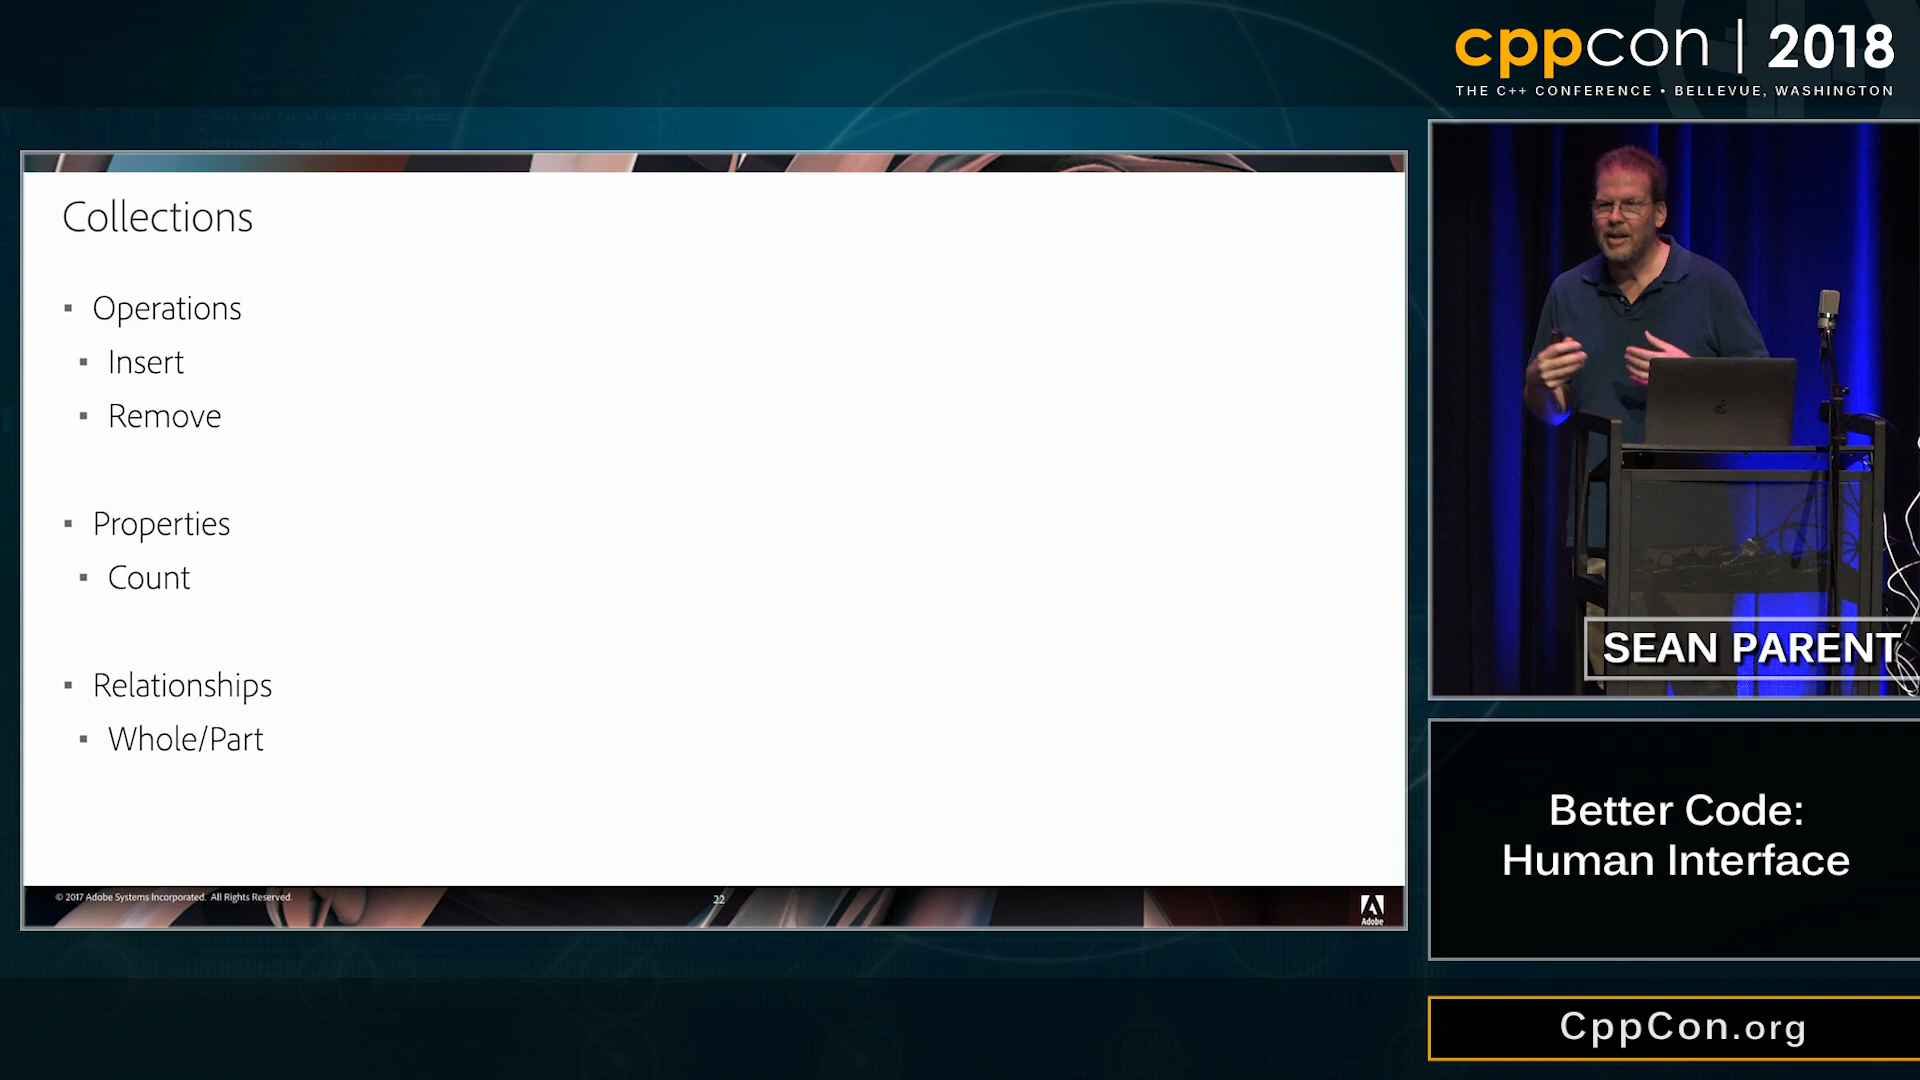 cppcon | 2018
THE C++ CONFERENCE • BELLEVUE, WASHINGTON
Collections
▪ Operations
▪ Insert
▪ Remove
▪ Properties
▪ Count
▪ Relationships
▪ Whole/Part
© 2017 Adobe Systems Incorporated. All Rights Reserved.
22
Adobe
SEAN PARENT
Better Code:
Human Interface
CppCon.org